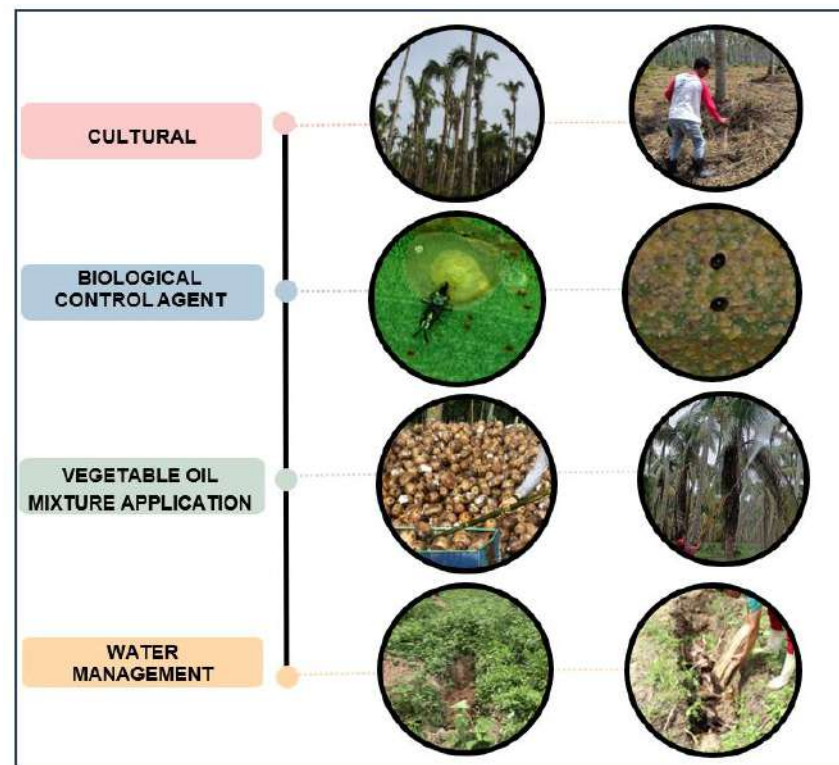 CULTURAL
BIOLOGICAL
CONTROL AGENT
VEGETABLE OIL
MIXTURE APPLICATION
WATER
MANAGEMENT